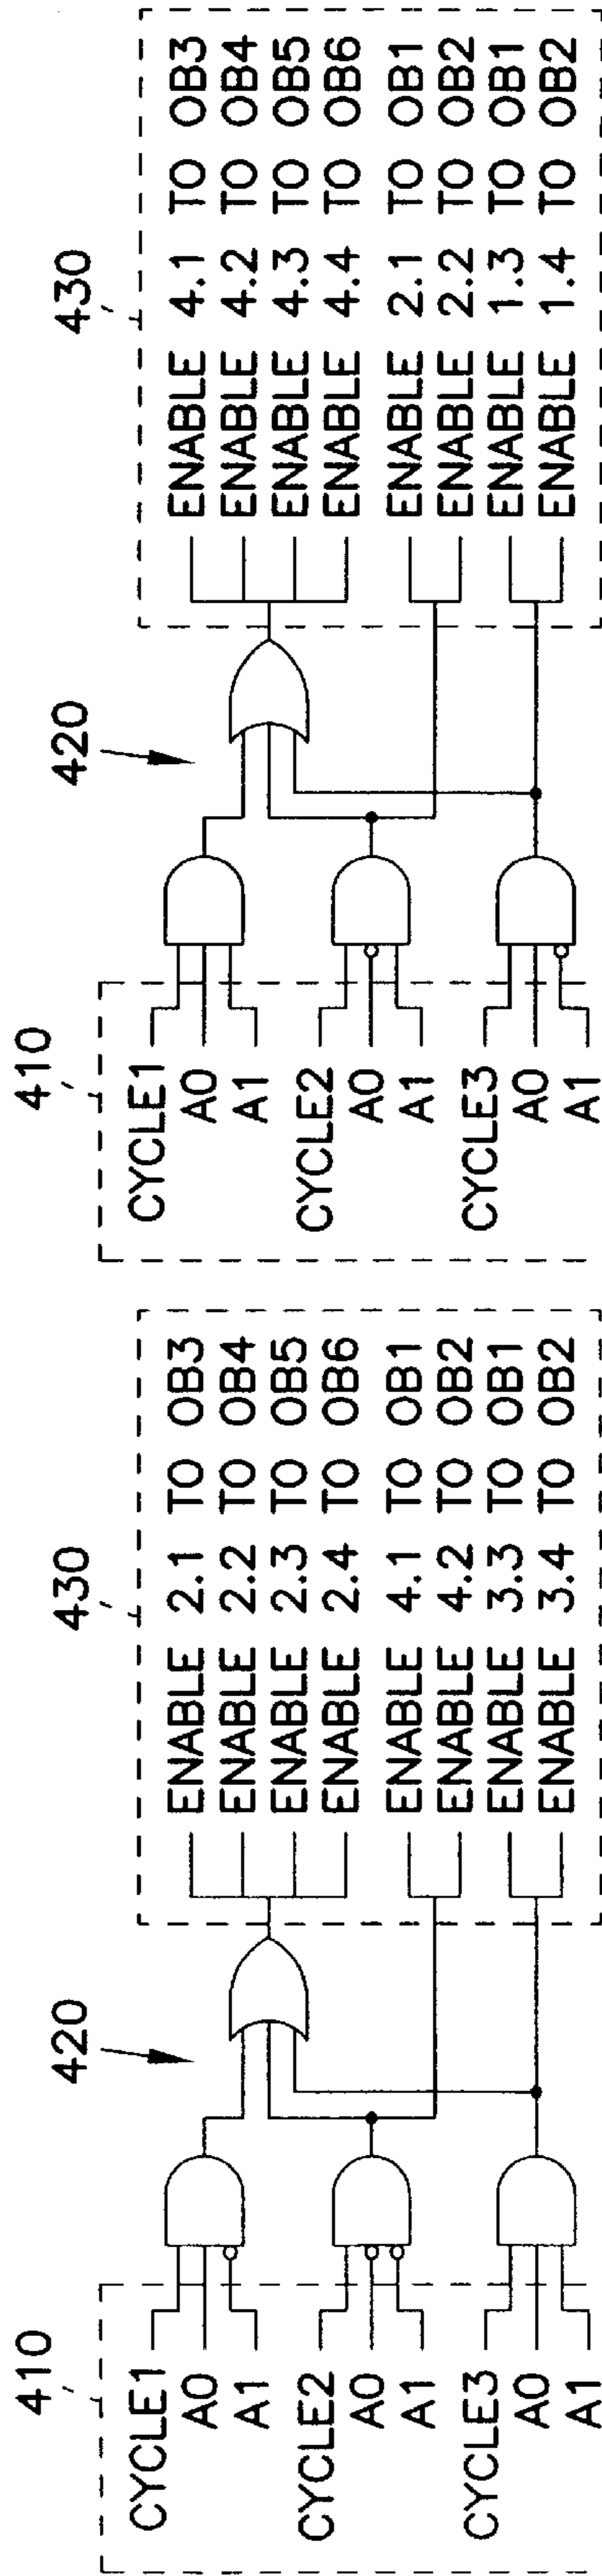 410
420
430
CYCLE1
A0
A1
CYCLE2
A0
A1
CYCLE3
A0
A1
ENABLE 2.1 TO OB3
ENABLE 2.2 TO OB4
ENABLE 2.3 TO OB5
ENABLE 2.4 TO OB6
ENABLE 4.1 TO OB1
ENABLE 4.2 TO OB2
ENABLE 3.3 TO OB1
ENABLE 3.4 TO OB2
410
420
430
CYCLE1
A0
A1
CYCLE2
A0
A1
CYCLE3
A0
A1
ENABLE 4.1 TO OB3
ENABLE 4.2 TO OB4
ENABLE 4.3 TO OB5
ENABLE 4.4 TO OB6
ENABLE 2.1 TO OB1
ENABLE 2.2 TO OB2
ENABLE 1.3 TO OB1
ENABLE 1.4 TO OB2